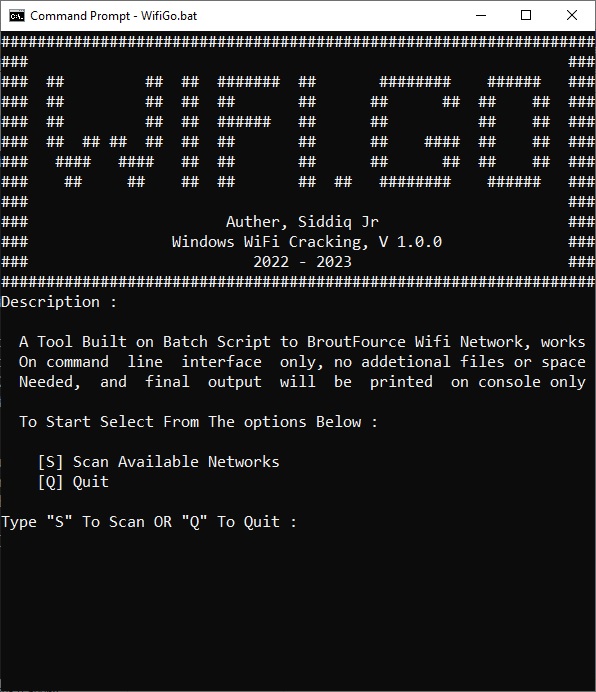 Command Prompt - WifiGo.bat
##################################################################
###                                                            ###
###  ##         ##  ##  #######  ##       ########    ######   ###
###  ##         ##  ##  ##       ##      ##      ##  ##    ##  ###
###  ##         ##  ##  ######   ##      ##          ##    ##  ###
###  ##  ## ##  ##  ##  ##       ##      ##    ####  ##    ##  ###
###   ####   ####   ##  ##       ##      ##      ##  ##    ##  ###
###    ##     ##    ##  ##       ##  ##   ########    ######   ###
###                                                            ###
###                      Auther, Siddiq Jr                     ###
###                Windows WiFi Cracking, V 1.0.0              ###
###                         2022 - 2023                        ###
##################################################################
Description :
A Tool Built on Batch Script to BroutFource Wifi Network, works
On command  line  interface  only, no addetional files or space
Needed,  and  final  output  will  be  printed  on console only
To Start Select From The options Below :
[S] Scan Available Networks
[Q] Quit
Type "S" To Scan OR "Q" To Quit :